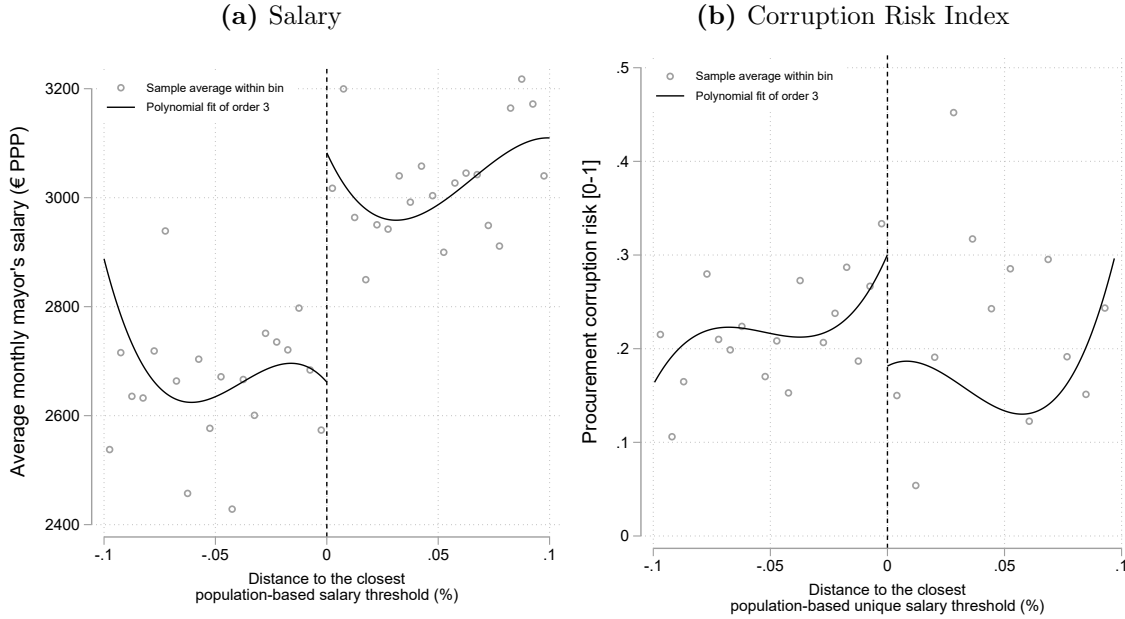 (a) Salary
3200
3000
2800
2600
2400
Average monthly mayor's salary (€ PPP)
Sample average within bin
Polynomial fit of order 3
-.1
-.05
0
.05
.1
Distance to the closest
population-based salary threshold (%)
(b) Corruption Risk Index
.5
.4
.3
.2
.1
0
Procurement corruption risk [0-1]
Sample average within bin
Polynomial fit of order 3
-.1
-.05
0
.05
.1
Distance to the closest
population-based unique salary threshold (%)